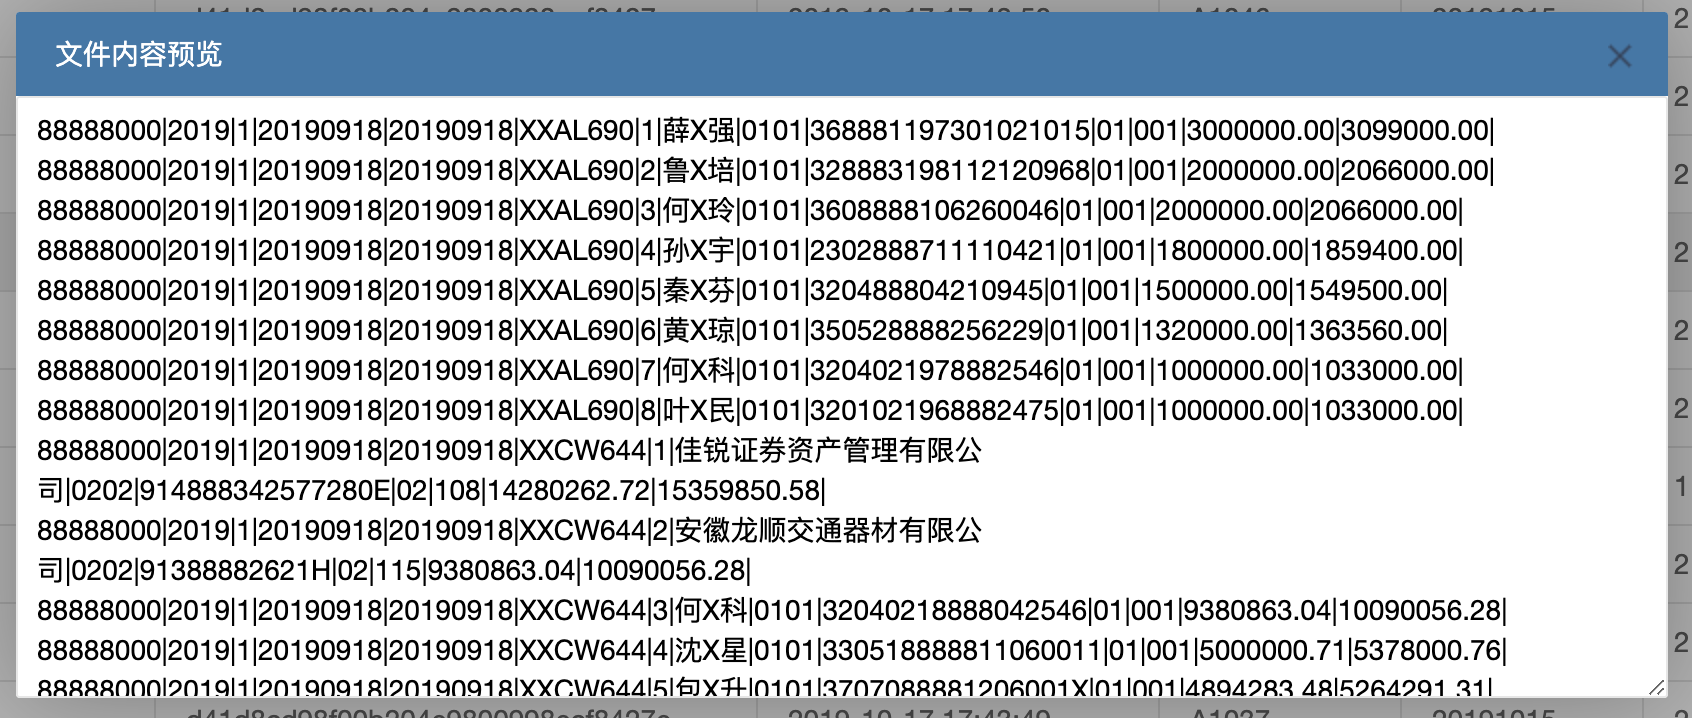 文件内容预览
88888000|2019|1|20190918|20190918|XXAL690|1|薛X强|0101|368881197301021015|01|001|3000000.00|3099000.00|
88888000|2019|1|20190918|20190918|XXAL690|2|鲁X培|0101|328883198112120968|01|001|2000000.00|2066000.00|
88888000|2019|1|20190918|20190918|XXAL690|3|何X玲|0101|3608888106260046|01|001|2000000.00|2066000.00|
88888000|2019|1|20190918|20190918|XXAL690|4|孙X宇|0101|2302888711110421|01|001|1800000.00|1859400.00|
88888000|2019|1|20190918|20190918|XXAL690|5|秦X芬|0101|320488804210945|01|001|1500000.00|1549500.00|
88888000|2019|1|20190918|20190918|XXAL690|6|黄X琼|0101|350528888256229|01|001|1320000.00|1363560.00|
88888000|2019|1|20190918|20190918|XXAL690|7|何X科|0101|3204021978882546|01|001|1000000.00|1033000.00|
88888000|2019|1|20190918|20190918|XXAL690|8|叶X民|0101|3201021968882475|01|001|1000000.00|1033000.00|
88888000|2019|1|20190918|20190918|XXCW644|1|佳锐证券资产管理有限公
司|0202|914888342577280E|02|108|14280262.72|15359850.58|
88888000|2019|1|20190918|20190918|XXCW644|2|安徽龙顺交通器材有限公
司|0202|91388882621H|02|115|9380863.04|10090056.28|
88888000|2019|1|20190918|20190918|XXCW644|3|何X科|0101|32040218888042546|01|001|9380863.04|10090056.28|
88888000|2019|1|20190918|20190918|XXCW644|4|沈X星|0101|330518888811060011|01|001|5000000.71|5378000.76|
88888000|2019|1|20190918|20190918|XXCW644|5|包X升|0101|3707088881206001X|01|001|4894283.48|5264291.31|